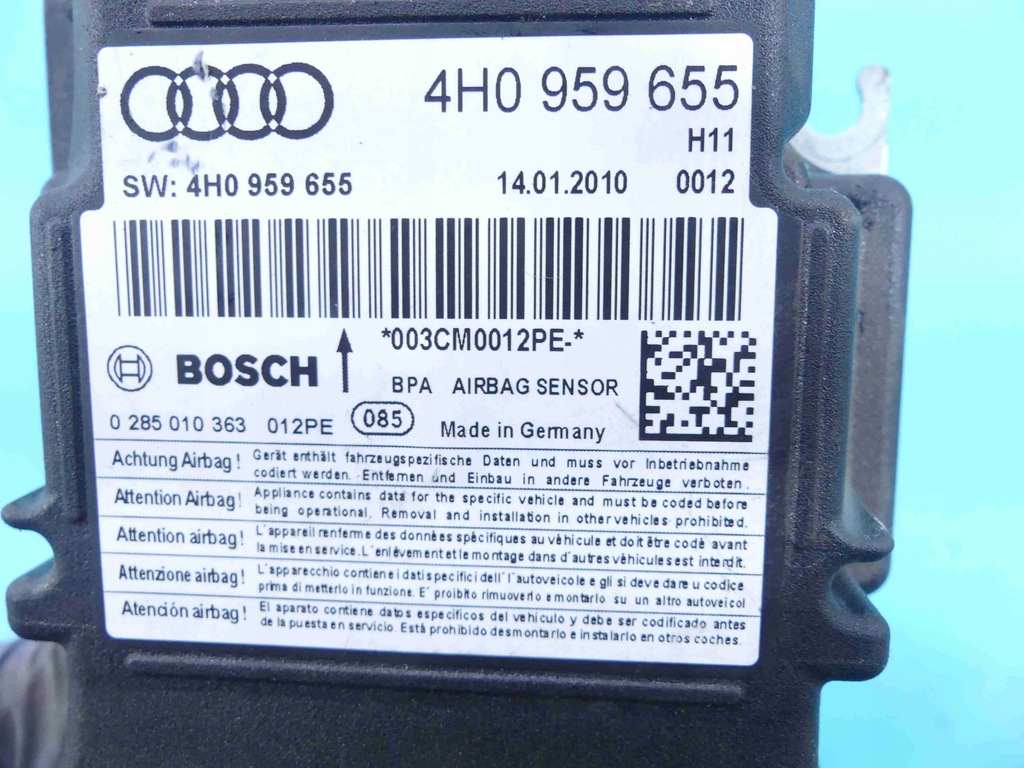 4H0 959 655
H11
SW: 4H0 959 655 14.01.2010 0012
*003CM0012PE-*
BOSCH
BPA AIRBAG SENSOR
0 285 010 363 012PE 085 Made in Germany
Achtung Airbag! Gerät enthält fahrzeugspezifische Daten und muss vor Inbetriebnahme
codiert werden. Entfernen und Einbau in andere Fahrzeuge verboten.
Attention Airbag! Appliance contains data for the specific vehicle and must be coded before
being operational. Removal and installation in other vehicles prohibited.
Attention airbag! L'appareil renferme des données spécifiques au véhicule et doit être codé avant
la mise en service. L'enlévement et le montage dans d'autres véhicules est interdit.
Attenzione airbag! L'apparecchio contiene i dati specifici dell' l'autoveicolo e gli si deve dare u codice
prima di metterlo in funzione. E' proibito rimuoverlo e montarlo su un altro autoveicol
Atención airbag! El aparato contiene datos especificos del vehiculo y debe ser codificado antes
de la puesta en servicio. Está prohibido desmontarlo e instalarlo en otros coches.